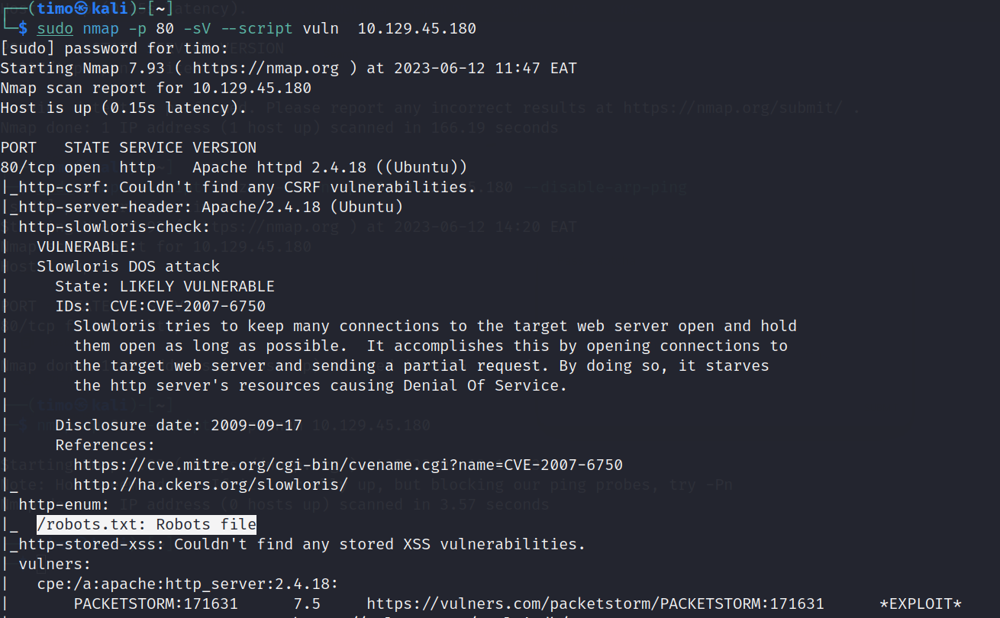 ┌──(timo㉿kali)-[~]
└─$ sudo nmap -p 80 -sV --script vuln  10.129.45.180
[sudo] password for timo:
Starting Nmap 7.93 ( https://nmap.org ) at 2023-06-12 11:47 EAT
Nmap scan report for 10.129.45.180
Host is up (0.15s latency).

PORT   STATE SERVICE VERSION
80/tcp open  http    Apache httpd 2.4.18 ((Ubuntu))
|_http-csrf: Couldn't find any CSRF vulnerabilities.
|_http-server-header: Apache/2.4.18 (Ubuntu)
| http-slowloris-check:
|   VULNERABLE:
|   Slowloris DOS attack
|     State: LIKELY VULNERABLE
|     IDs:  CVE:CVE-2007-6750
|       Slowloris tries to keep many connections to the target web server open and hold
|       them open as long as possible.  It accomplishes this by opening connections to
|       the target web server and sending a partial request. By doing so, it starves
|       the http server's resources causing Denial Of Service.
|
|     Disclosure date: 2009-09-17
|     References:
|       https://cve.mitre.org/cgi-bin/cvename.cgi?name=CVE-2007-6750
|_      http://ha.ckers.org/slowloris/
| http-enum:
|_  /robots.txt: Robots file
|_http-stored-xss: Couldn't find any stored XSS vulnerabilities.
| vulners:
|   cpe:/a:apache:http_server:2.4.18:
|       PACKETSTORM:171631      7.5     https://vulners.com/packetstorm/PACKETSTORM:171631      *EXPLOIT*